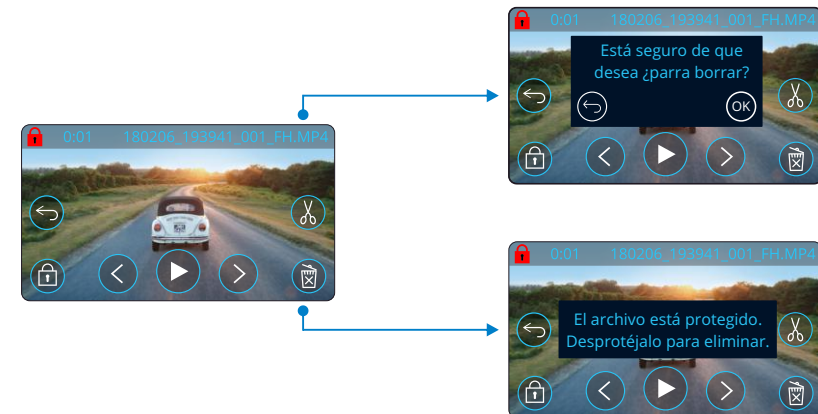 0:01 180206_193941_001_FH.MP4
Está seguro de que
desea ¿parra borrar?
OK
0:01 180206_193941_001_FH.MP4
0:01 180206_193941_001_FH.MP4
El archivo está protegido.
Desprotéjalo para eliminar.